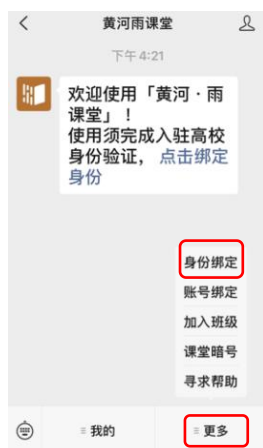 黄河雨课堂
下午 4:21
欢迎使用「黄河·雨
课堂」!
使用须完成入驻高校
身份验证, 点击绑定
身份
身份绑定
账号绑定
加入班级
课堂暗号
寻求帮助
我的
更多